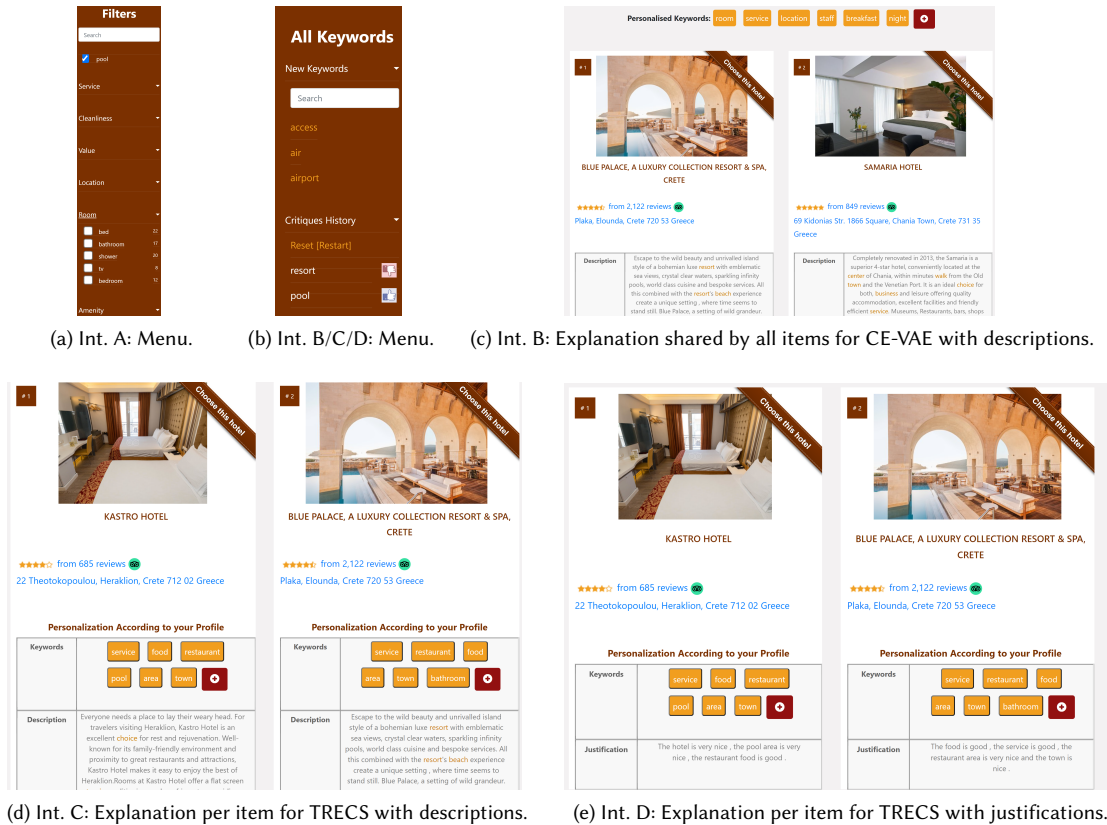 Filters
Search
pool
Service
Cleanliness
Value
Location
Room
bed 22
bathroom 17
shower 20
tv 8
bedroom 12
Amenity
(a) Int. A: Menu.
All Keywords
New Keywords
Search
access
air
airport
Critiques History
Reset [Restart]
resort
pool
(b) Int. B/C/D: Menu.
Personalised Keywords: room service location staff breakfast night
# 1
Choose this hotel
BLUE PALACE, A LUXURY COLLECTION RESORT & SPA,
CRETE
from 2,122 reviews
Plaka, Elounda, Crete 720 53 Greece
Description
Escape to the wild beauty and unrivalled island
style of a bohemian luxe resort with emblematic
sea views, crystal clear waters, sparkling infinity
pools, world class cuisine and bespoke services. All
this combined with the resort's beach experience
create a unique setting , where time seems to
stand still. Blue Palace, a setting of wild grandeur.
# 2
Choose this hotel
SAMARIA HOTEL
from 849 reviews
69 Kidonias Str. 1866 Square, Chania Town, Crete 731 35
Greece
Description
Completely renovated in 2013, the Samaria is a
superior 4-star hotel, conveniently located at the
center of Chania, within minutes walk from the Old
town and the Venetian Port. It is an ideal choice for
both, business and leisure offering quality
accommodation, excellent facilities and friendly
efficient service. Museums, Restaurants, bars, shops
(c) Int. B: Explanation shared by all items for CE-VAE with descriptions.
# 1
Choose this hotel
KASTRO HOTEL
from 685 reviews
22 Theotokopoulou, Heraklion, Crete 712 02 Greece
Personalization According to your Profile
Keywords
service food restaurant
pool area town
Description
Everyone needs a place to lay their weary head. For
travelers visiting Heraklion, Kastro Hotel is an
excellent choice for rest and rejuvenation. Well-
known for its family-friendly environment and
proximity to great restaurants and attractions,
Kastro Hotel makes it easy to enjoy the best of
Heraklion.Rooms at Kastro Hotel offer a flat screen
# 2
Choose this hotel
BLUE PALACE, A LUXURY COLLECTION RESORT & SPA,
CRETE
from 2,122 reviews
Plaka, Elounda, Crete 720 53 Greece
Personalization According to your Profile
Keywords
service restaurant food
area town bathroom
Description
Escape to the wild beauty and unrivalled island
style of a bohemian luxe resort with emblematic
sea views, crystal clear waters, sparkling infinity
pools, world class cuisine and bespoke services. All
this combined with the resort's beach experience
create a unique setting , where time seems to
stand still. Blue Palace, a setting of wild grandeur.
(d) Int. C: Explanation per item for TRECS with descriptions.
# 1
Choose this hotel
KASTRO HOTEL
from 685 reviews
22 Theotokopoulou, Heraklion, Crete 712 02 Greece
Personalization According to your Profile
Keywords
service food restaurant
pool area town
Justification
The hotel is very nice , the pool area is very
nice , the restaurant food is good .
# 2
Choose this hotel
BLUE PALACE, A LUXURY COLLECTION RESORT & SPA,
CRETE
from 2,122 reviews
Plaka, Elounda, Crete 720 53 Greece
Personalization According to your Profile
Keywords
service restaurant food
area town bathroom
Justification
The food is good , the service is good , the
restaurant area is very nice and the town is
nice .
(e) Int. D: Explanation per item for TRECS with justifications.